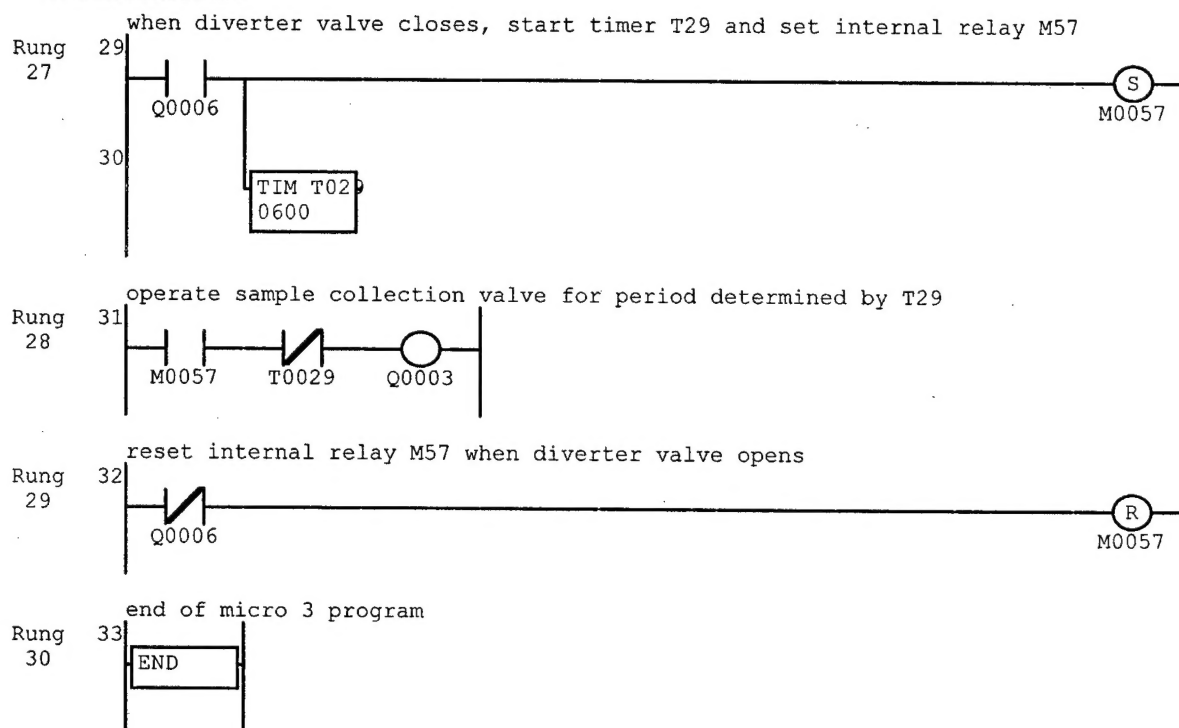 when diverter valve closes, start timer T29 and set internal relay M57
Rung 29
27
Q0006
S
M0057
30
TIM T029
0600
operate sample collection valve for period determined by T29
Rung 31
28
M0057 T0029 Q0003
reset internal relay M57 when diverter valve opens
Rung 32
29
Q0006
R
M0057
end of micro 3 program
Rung 33
30
END